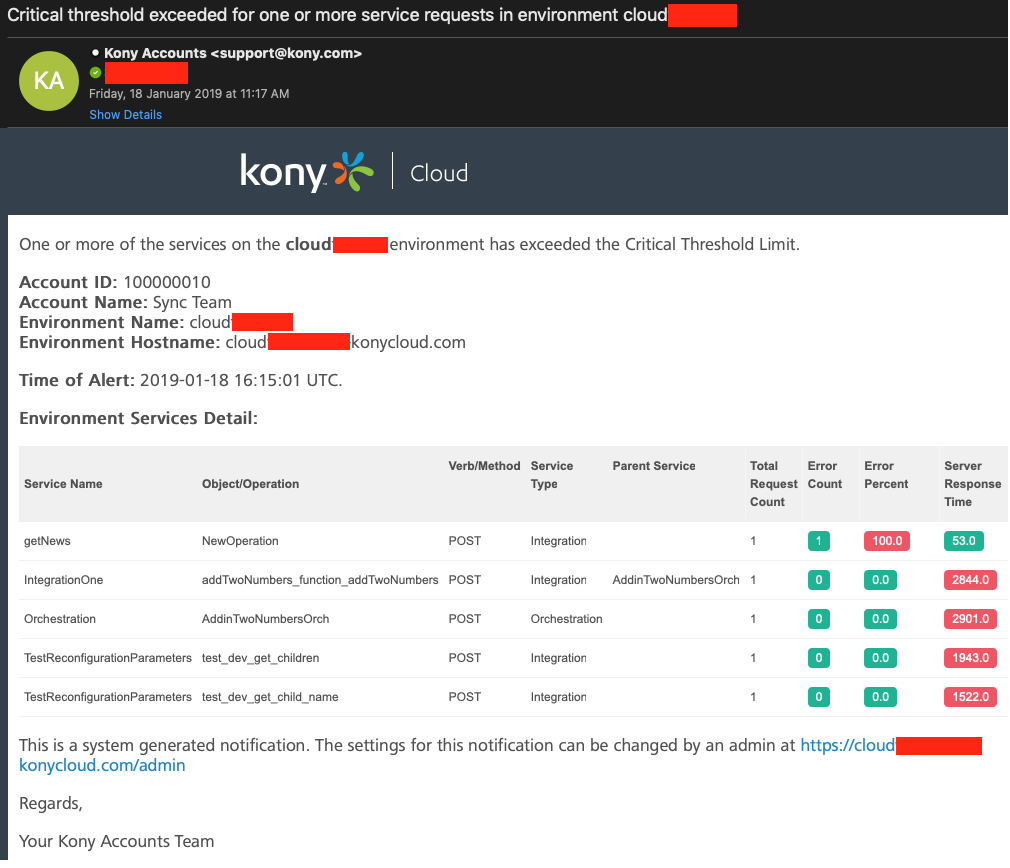 Critical threshold exceeded for one or more service requests in environment cloud
Kony Accounts <support@kony.com>
KA
Friday, 18 January 2019 at 11:17 AM
Show Details
kony Cloud
One or more of the services on the cloud environment has exceeded the Critical Threshold Limit.
Account ID: 100000010
Account Name: Sync Team
Environment Name: cloud
Environment Hostname: cloud konycloud.com
Time of Alert: 2019-01-18 16:15:01 UTC.
Environment Services Detail:
Service Name Object/Operation Verb/Method Service Type Parent Service Total Request Count Error Count Error Percent Server Response Time
getNews NewOperation POST Integration 1 1 100.0 53.0
IntegrationOne addTwoNumbers_function_addTwoNumbers POST Integration AddinTwoNumbersOrch 1 0 0.0 2844.0
Orchestration AddinTwoNumbersOrch POST Orchestration 1 0 0.0 2901.0
TestReconfigurationParameters test_dev_get_children POST Integration 1 0 0.0 1943.0
TestReconfigurationParameters test_dev_get_child_name POST Integration 1 0 0.0 1522.0
This is a system generated notification. The settings for this notification can be changed by an admin at https://cloud
konycloud.com/admin
Regards,
Your Kony Accounts Team